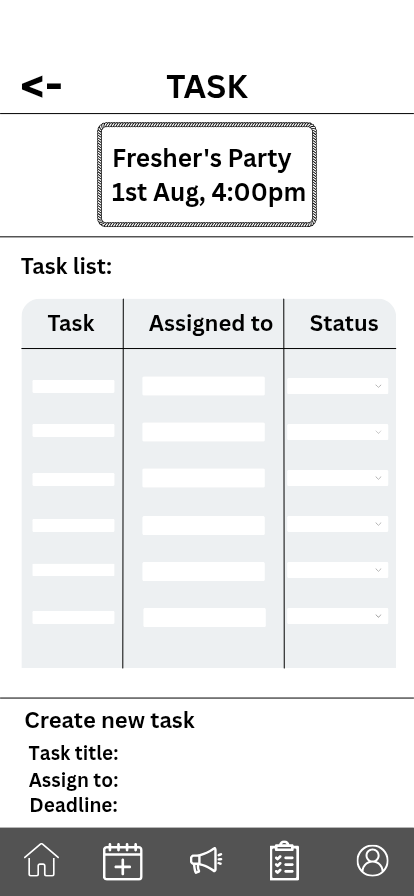 <- TASK
Fresher's Party
1st Aug, 4:00pm
Task list:
Task Assigned to Status
Create new task
Task title:
Assign to:
Deadline: